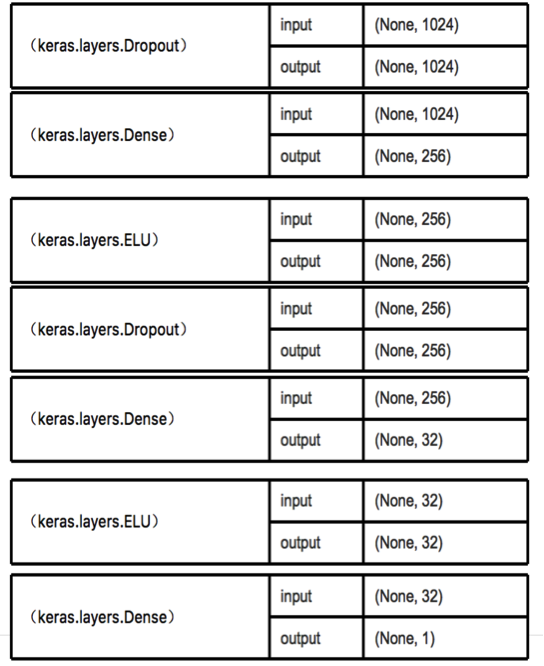 （keras.layers.Dropout）
input (None, 1024)
output (None, 1024)
（keras.layers.Dense）
input (None, 1024)
output (None, 256)
（keras.layers.ELU）
input (None, 256)
output (None, 256)
（keras.layers.Dropout）
input (None, 256)
output (None, 256)
（keras.layers.Dense）
input (None, 256)
output (None, 32)
（keras.layers.ELU）
input (None, 32)
output (None, 32)
（keras.layers.Dense）
input (None, 32)
output (None, 1)